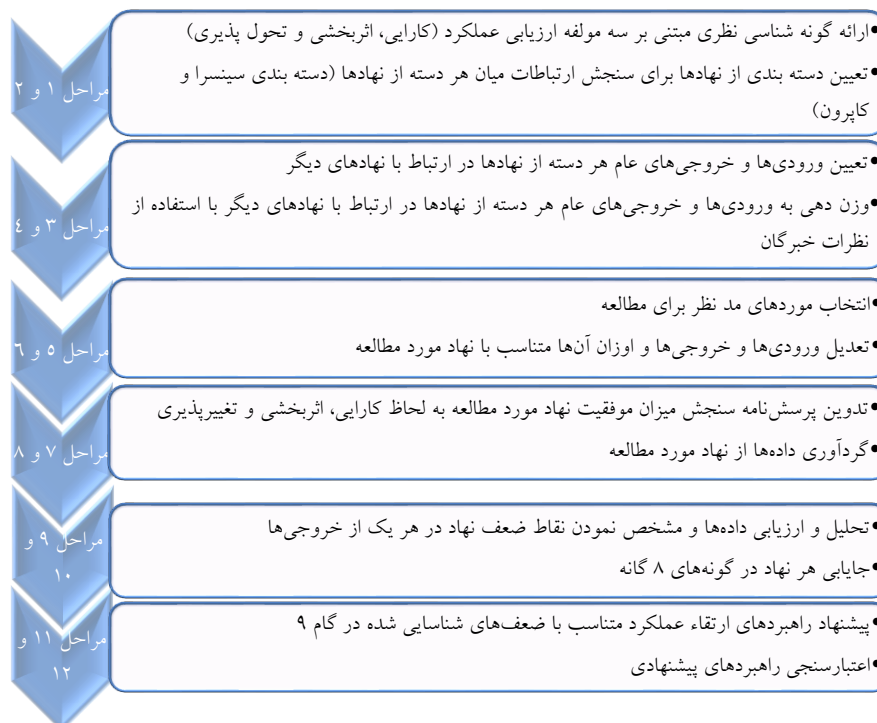 مراحل ۱ و ۲
•ارائه گونه شناسی نظری مبتنی بر سه مولفه ارزیابی عملکرد (کارایی، اثربخشی و تحول پذیری)
•تعیین دسته بندی از نهادها برای سنجش ارتباطات میان هر دسته از نهادها (دسته بندی سینسرا و
کاپرون)
مراحل ۳ و ٤
•تعیین ورودی‌ها و خروجی‌های عام هر دسته از نهادها در ارتباط با نهادهای دیگر
•وزن دهی به ورودی‌ها و خروجی‌های عام هر دسته از نهادها در ارتباط با نهادهای دیگر با استفاده از
نظرات خبرگان
مراحل ٥ و ٦
•انتخاب موردهای مد نظر برای مطالعه
•تعدیل ورودی‌ها و خروجی‌ها و اوزان آن‌ها متناسب با نهاد مورد مطالعه
مراحل ۷ و ۸
•تدوین پرسش‌نامه سنجش میزان موفقیت نهاد مورد مطالعه به لحاظ کارایی، اثربخشی و تغییرپذیری
•گردآوری داده‌ها از نهاد مورد مطالعه
مراحل ۹ و
۱۰
•تحلیل و ارزیابی داده‌ها و مشخص نمودن نقاط ضعف نهاد در هر یک از خروجی‌ها
•جایابی هر نهاد در گونه‌های ۸ گانه
مراحل ۱۱ و
۱۲
•پیشنهاد راهبردهای ارتقاء عملکرد متناسب با ضعف‌های شناسایی شده در گام ۹
•اعتبارسنجی راهبردهای پیشنهادی